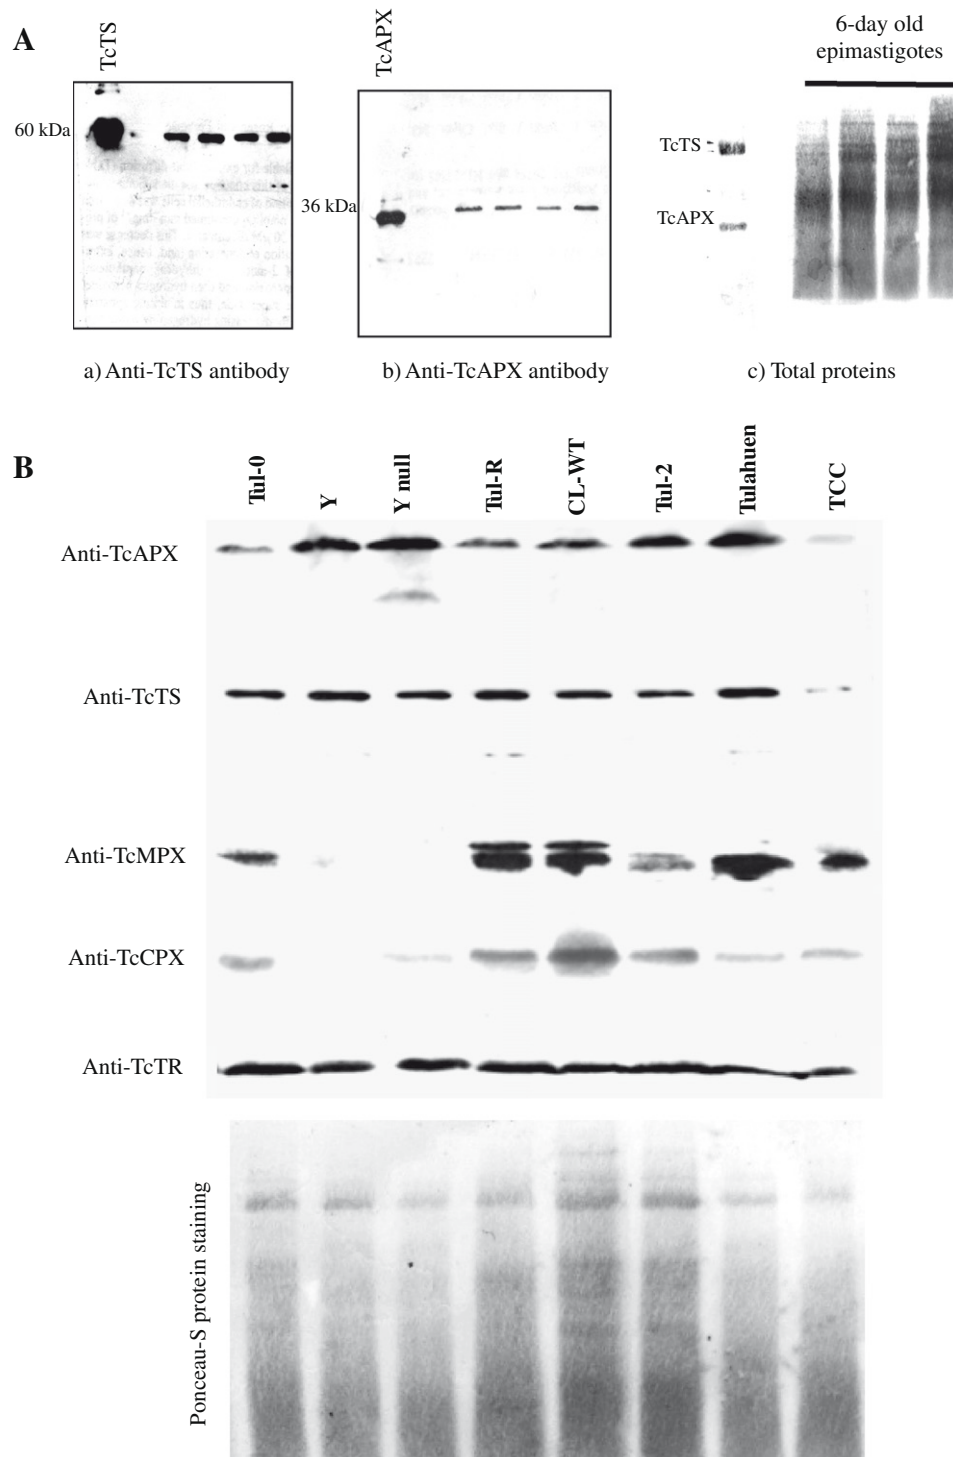 A
TcTS
60 kDa
a) Anti-TcTS antibody
TcAPX
36 kDa
b) Anti-TcAPX antibody
6-day old
epimastigotes
TcTS
TcAPX
c) Total proteins
B
Tul-0
Y
Y null
Tul-R
CL-WT
Tul-2
Tulahuen
TCC
Anti-TcAPX
Anti-TcTS
Anti-TcMPX
Anti-TcCPX
Anti-TcTR
Ponceau-S protein staining